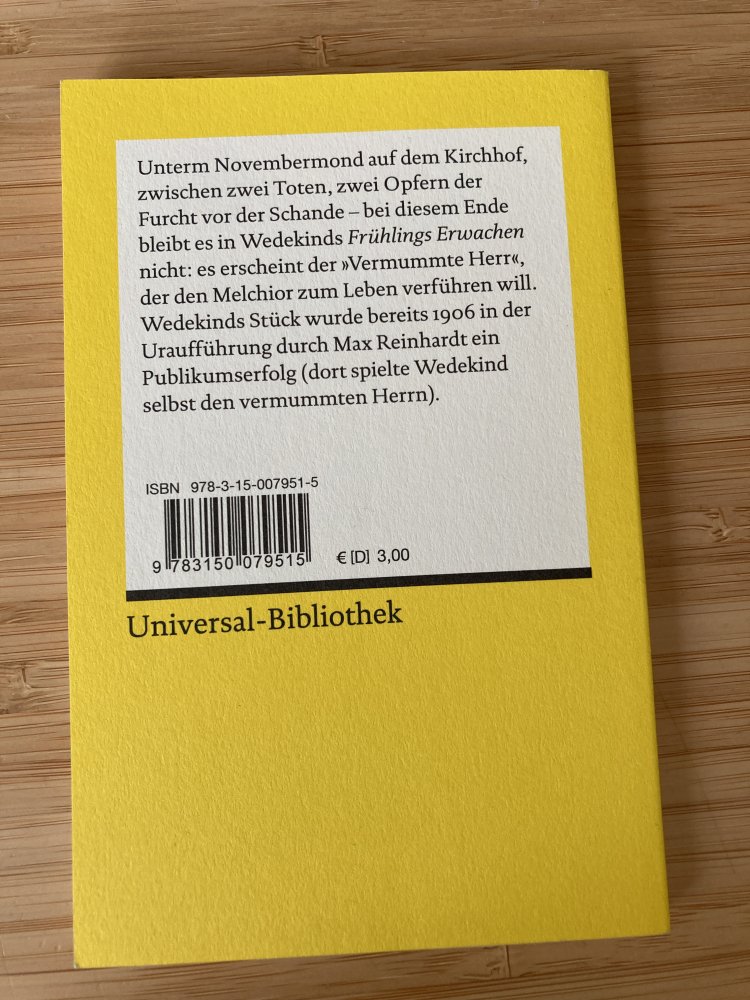 Unterm Novembermond auf dem Kirchhof,
zwischen zwei Toten, zwei Opfern der
Furcht vor der Schande – bei diesem Ende
bleibt es in Wedekinds Frühlings Erwachen
nicht: es erscheint der »Vermummte Herr«,
der den Melchior zum Leben verführen will.
Wedekinds Stück wurde bereits 1906 in der
Uraufführung durch Max Reinhardt ein
Publikumserfolg (dort spielte Wedekind
selbst den vermummten Herrn).
ISBN 978-3-15-007951-5
9 783150 079515
€ [D] 3,00
Universal-Bibliothek